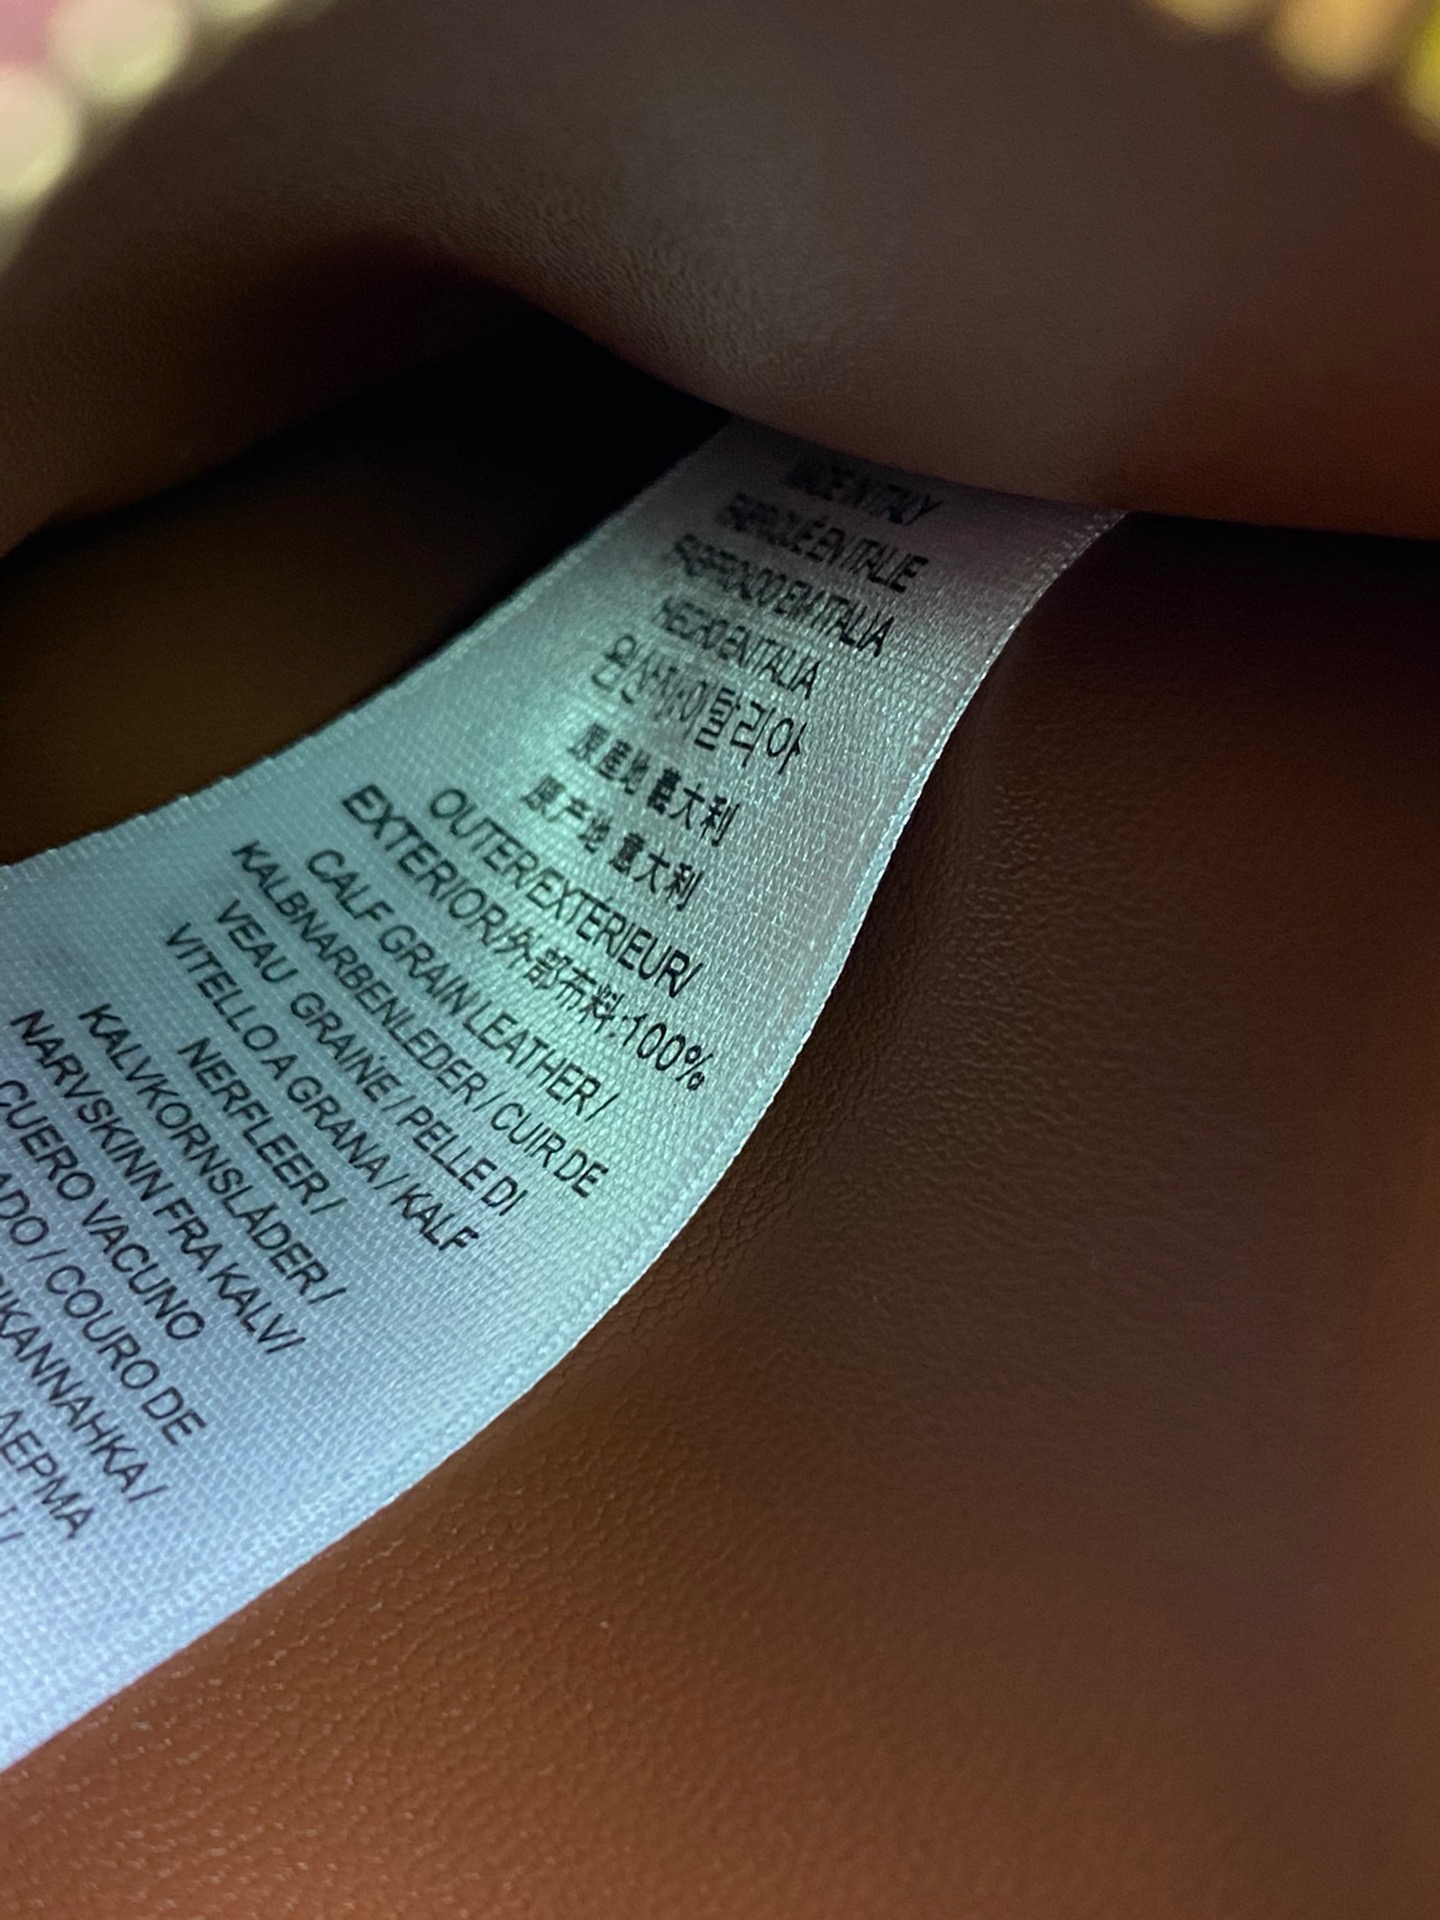 MADE IN ITALY
FABRIQUÉ EN ITALIE
FABRICADO EM ITALIA
HECHO EN ITALIA
원산지:이탈리아
原產地 意大利
原产地 意大利
OUTER/EXTERIEUR/
EXTERIOR/外部布料:100%
CALF GRAIN LEATHER /
KALBNARBENLEDER / CUIR DE
VEAU GRAINÉ / PELLE DI
VITELLO A GRANA / KALF
NERFLEER /
KALVKORNSLÄDER /
NARVSKINN FRA KALV /
CUERO VACUNO
ADO / COURO DE
IKANNAHKA /
ΔΕΡΜΑ